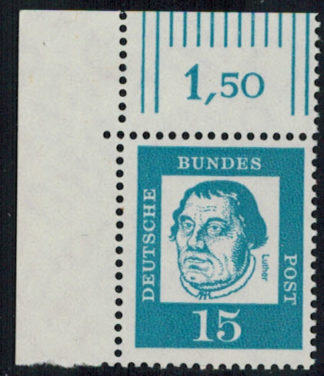 1,50
BUNDES
DEUTSCHE
POST
Luther
15